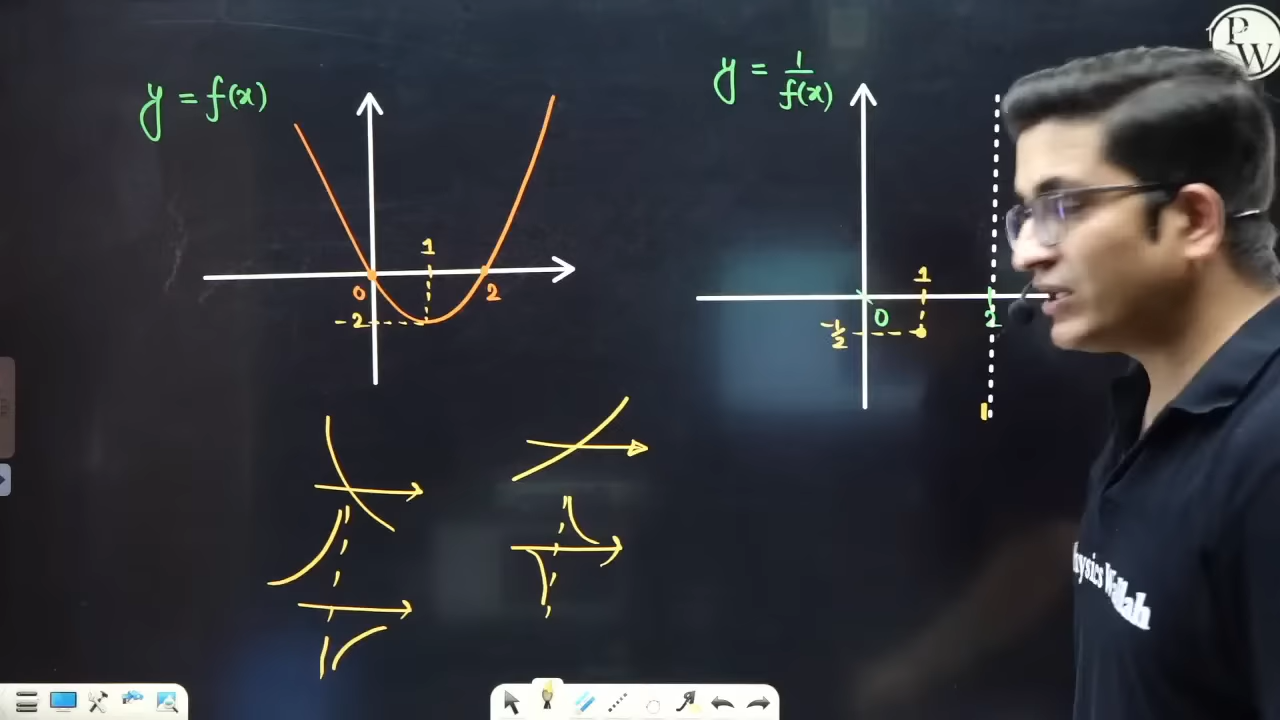 y = f(x)
1
0
2
-2
y = 1/f(x)
1
0
2
-1/2
PW
Physics Wallah